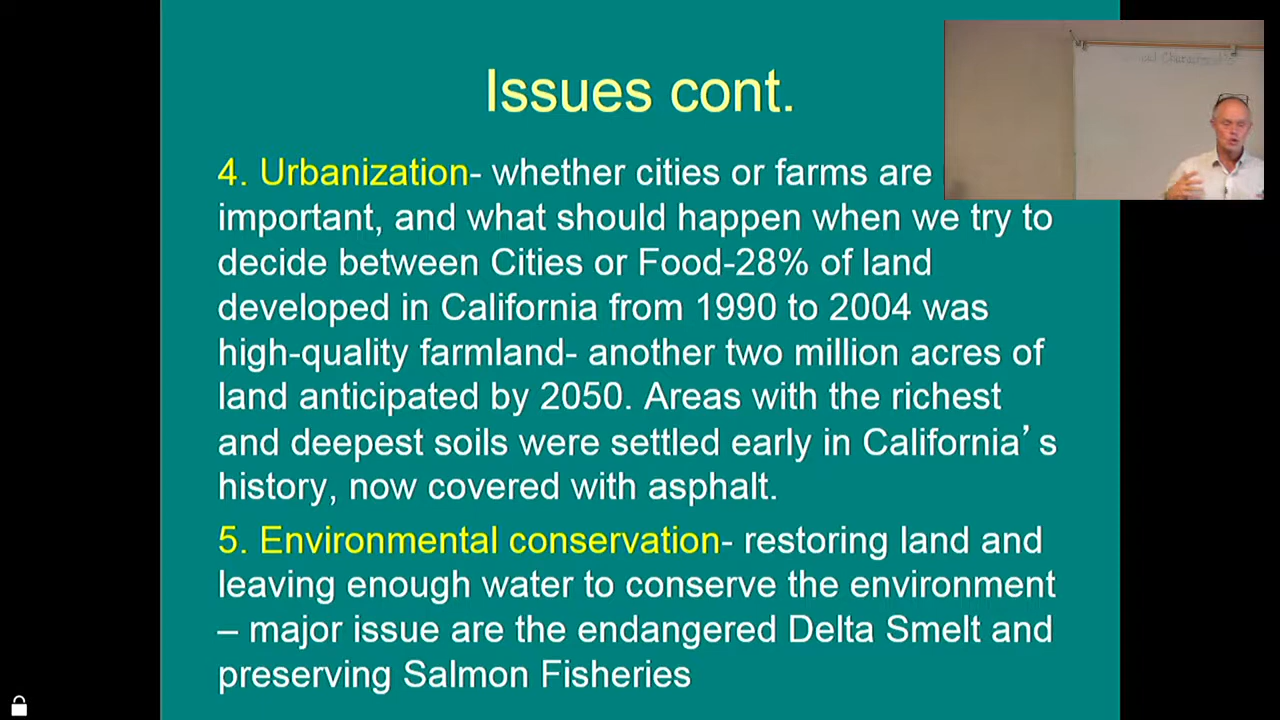 Issues cont.
4. Urbanization- whether cities or farms are
important, and what should happen when we try to
decide between Cities or Food-28% of land
developed in California from 1990 to 2004 was
high-quality farmland- another two million acres of
land anticipated by 2050. Areas with the richest
and deepest soils were settled early in California’s
history, now covered with asphalt.
5. Environmental conservation- restoring land and
leaving enough water to conserve the environment
– major issue are the endangered Delta Smelt and
preserving Salmon Fisheries